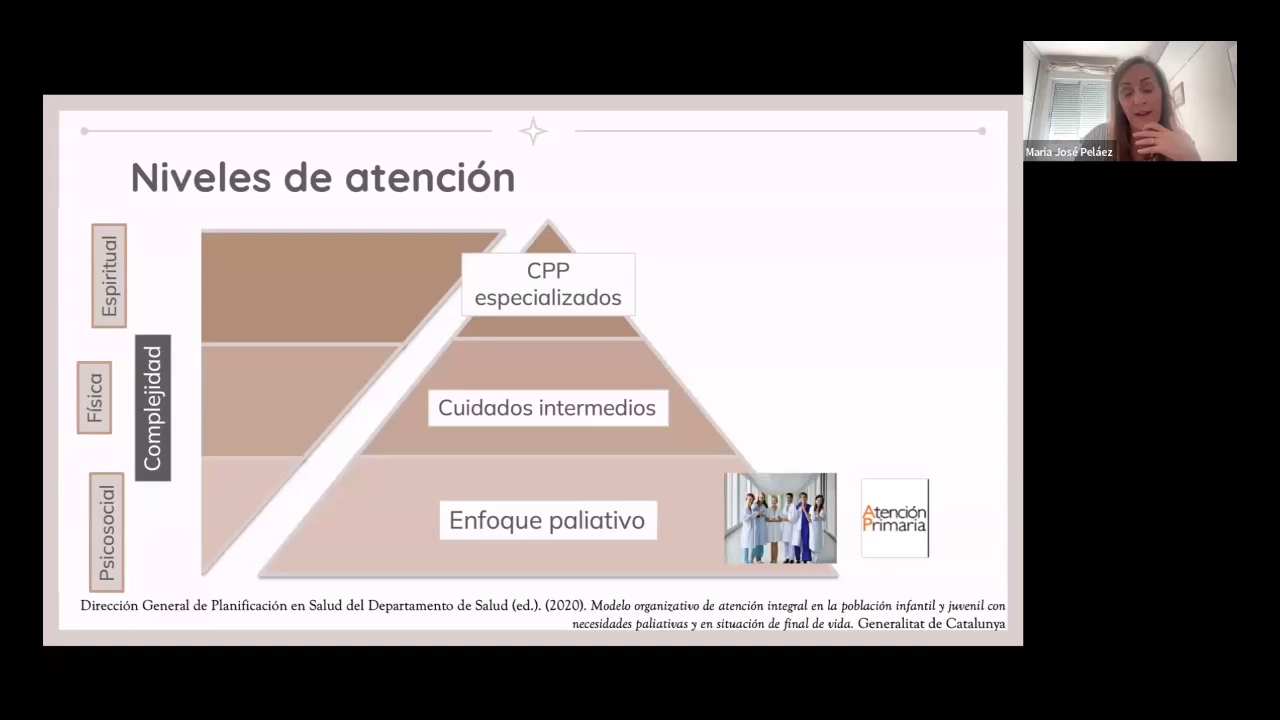 María José Peláez
Niveles de atención
Espiritual
Física
Psicosocial
Complejidad
CPP
especializados
Cuidados intermedios
Enfoque paliativo
Atención
Primaria
Dirección General de Planificación en Salud del Departamento de Salud (ed.). (2020). Modelo organizativo de atención integral en la población infantil y juvenil con
necesidades paliativas y en situación de final de vida. Generalitat de Catalunya